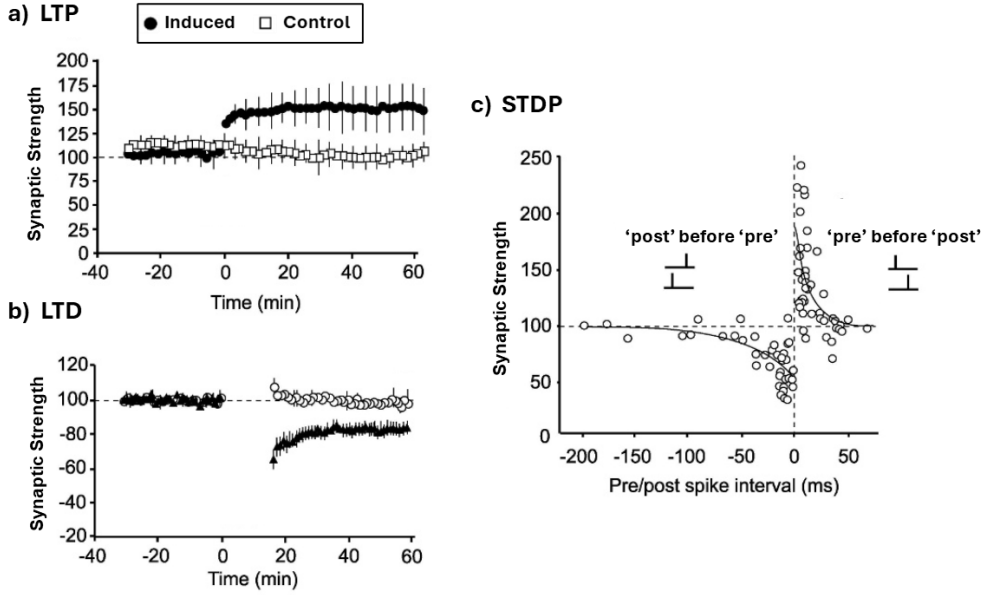 a) LTP
Induced
Control
200
175
150
125
100
75
50
25
0
Synaptic Strength
-40 -20 0 20 40 60
Time (min)
b) LTD
120
100
-80
-60
-40
-20
Synaptic Strength
-40 -20 0 20 40 60
Time (min)
c) STDP
250
200
150
100
50
0
Synaptic Strength
‘post’ before ‘pre’
‘pre’ before ‘post’
-200 -150 -100 -50 0 50
Pre/post spike interval (ms)